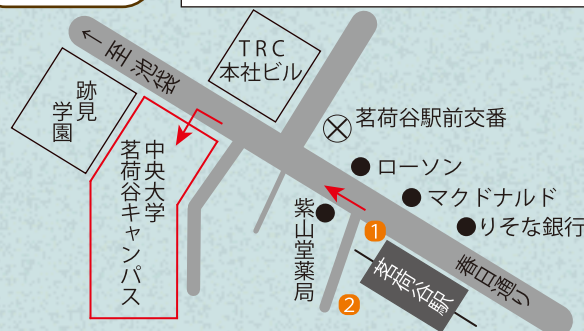 ← 至池袋
TRC
本社ビル
跡見
学園
中央大学
茗荷谷キャンパス
茗荷谷駅前交番
ローソン
マクドナルド
りそな銀行
紫山堂薬局
1
2
茗荷谷駅
春日通り